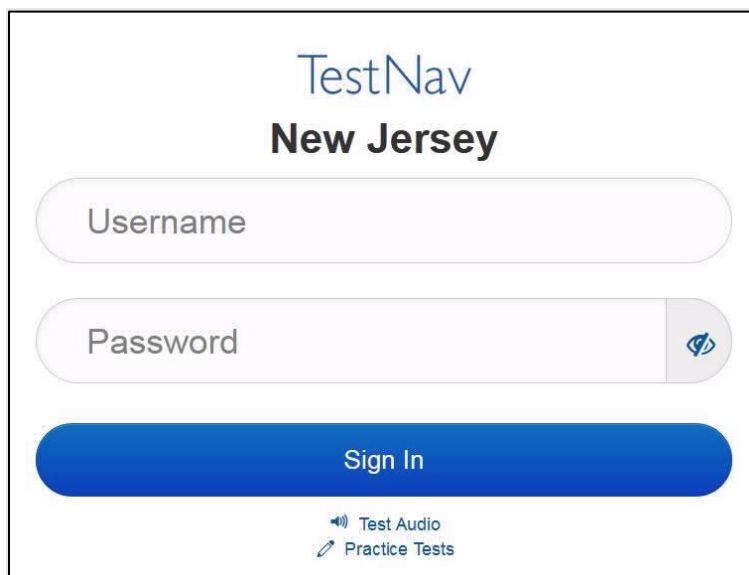 TestNav
New Jersey
Username
Password
Sign In
Test Audio
Practice Tests